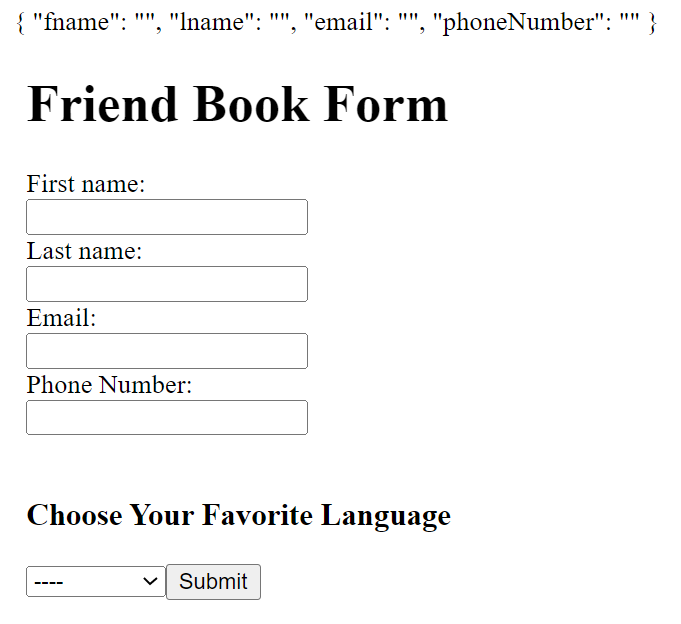 { "fname": "", "lname": "", "email": "", "phoneNumber": "" }
Friend Book Form
First name:
Last name:
Email:
Phone Number:
Choose Your Favorite Language
---- Submit